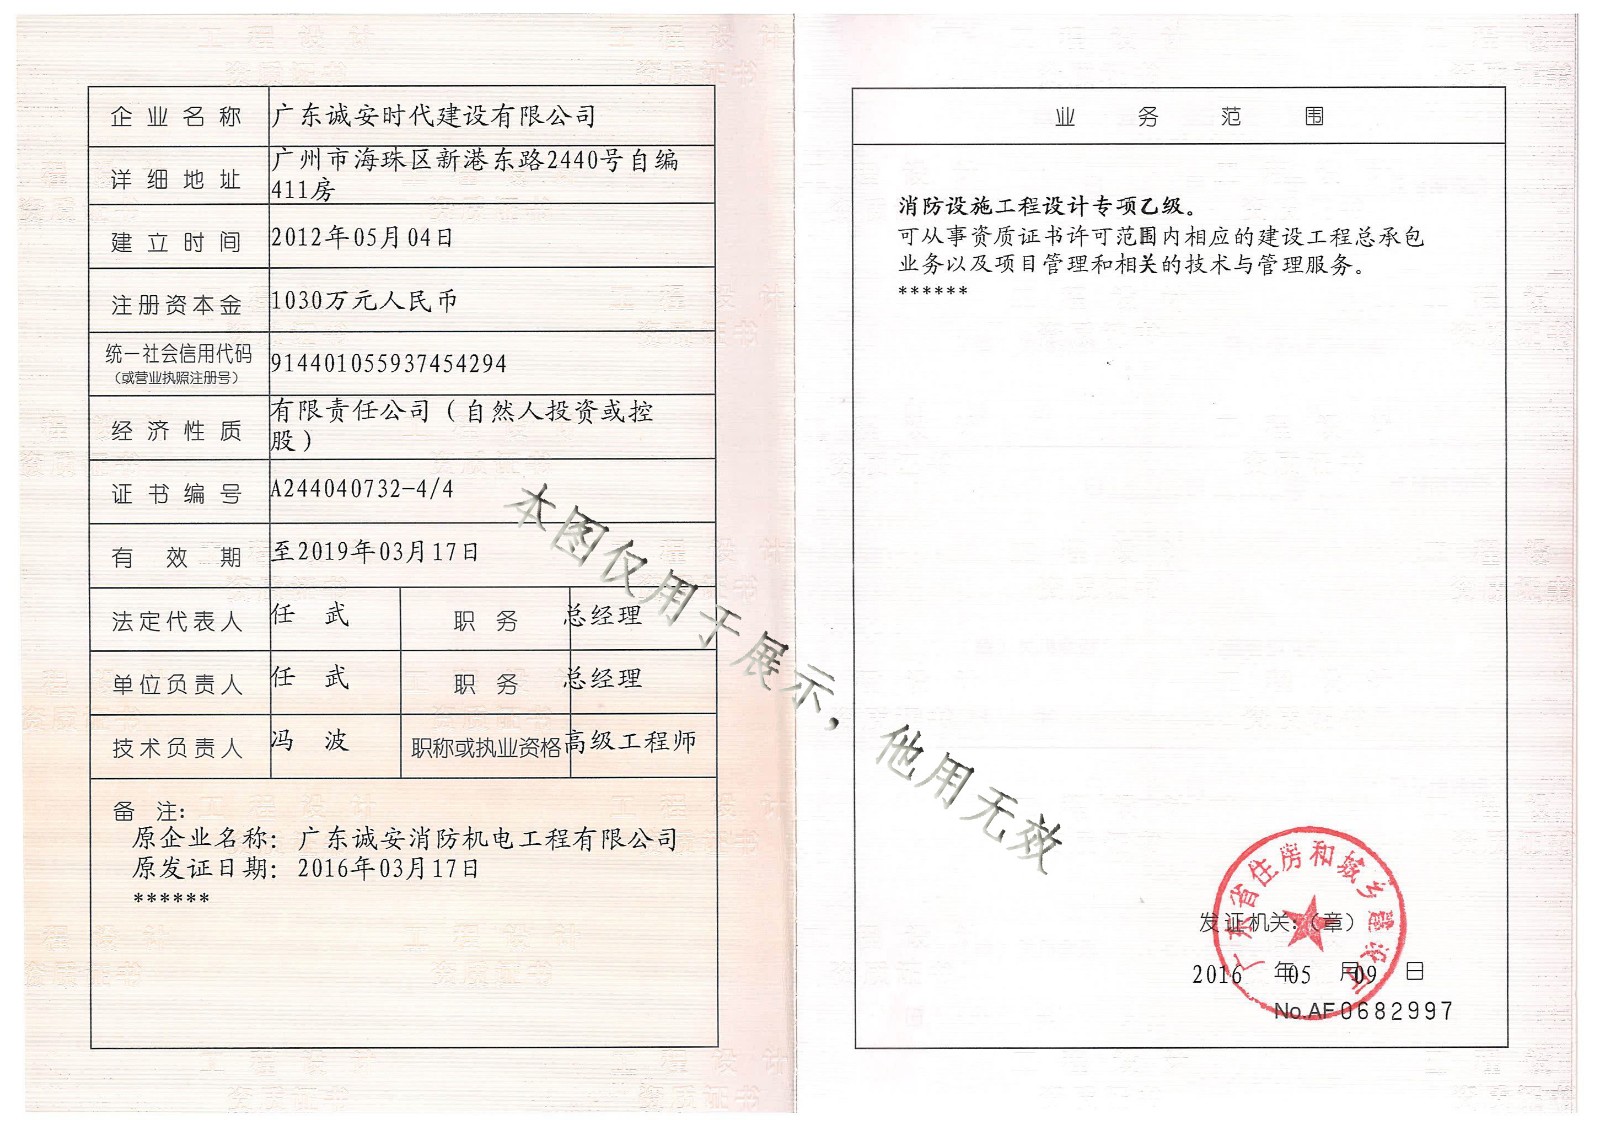 企业名称 广东诚安时代建设有限公司
详细地址 广州市海珠区新港东路2440号自编
411房
建立时间 2012年05月04日
注册资本金 1030万元人民币
统一社会信用代码
（或营业执照注册号） 914401055937454294
经济性质 有限责任公司（自然人投资或控
股）
证书编号 A244040732-4/4
有效期 至2019年03月17日
法定代表人 任 武 职务 总经理
单位负责人 任 武 职务 总经理
技术负责人 冯 波 职称或执业资格 高级工程师
备 注：
原企业名称：广东诚安消防机电工程有限公司
原发证日期：2016年03月17日
******
业务范围
消防设施工程设计专项乙级。
可从事资质证书许可范围内相应的建设工程总承包
业务以及项目管理和相关的技术与管理服务。
******
本图仅用于展示，他用无效
广东省住房和城乡建设厅
发证机关：（章）
2016 年05 月09 日
No.AF 0682997
工程设计
资质证书